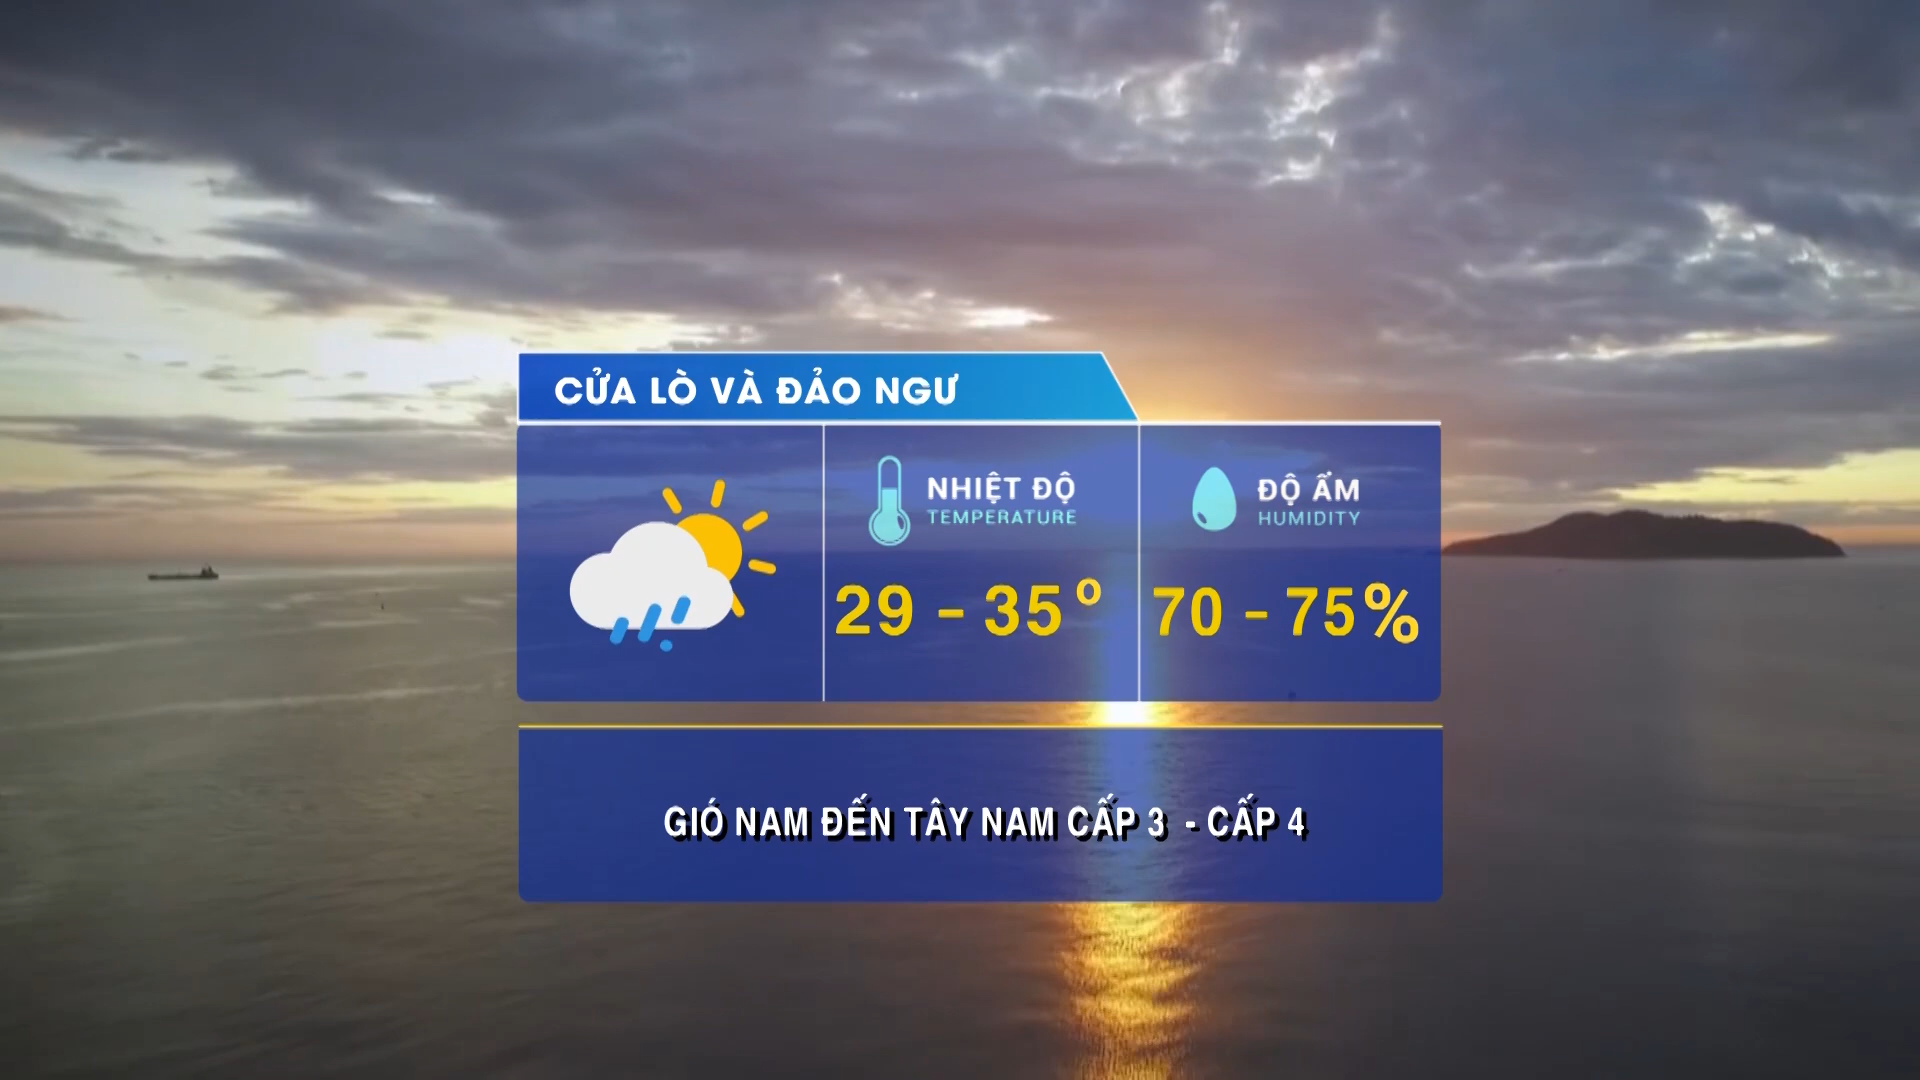 CỬA LÒ VÀ ĐẢO NGƯ
NHIỆT ĐỘ
TEMPERATURE
29 - 35°
ĐỘ ẨM
HUMIDITY
70 - 75%
GIÓ NAM ĐẾN TÂY NAM CẤP 3 - CẤP 4